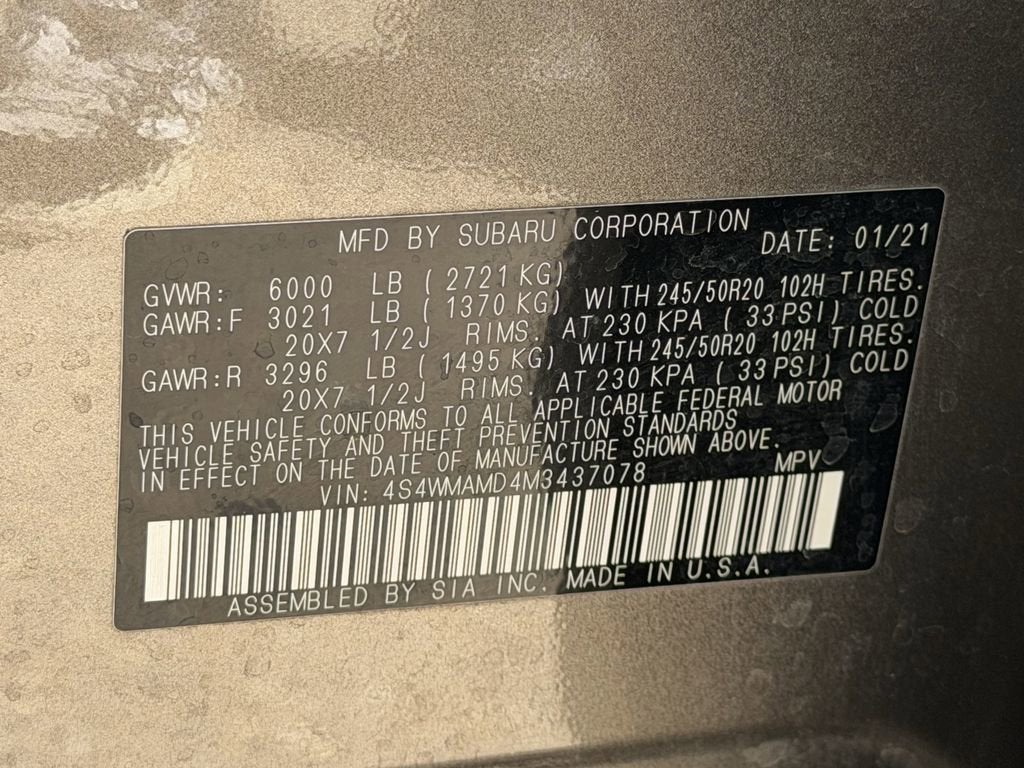 MFD BY SUBARU CORPORATION
DATE: 01/21
GVWR: 6000 LB ( 2721 KG)
GAWR:F 3021 LB ( 1370 KG) WITH 245/50R20 102H TIRES.
20X7 1/2J RIMS. AT 230 KPA ( 33 PSI) COLD
GAWR:R 3296 LB ( 1495 KG) WITH 245/50R20 102H TIRES.
20X7 1/2J RIMS. AT 230 KPA ( 33 PSI) COLD
THIS VEHICLE CONFORMS TO ALL APPLICABLE FEDERAL MOTOR
VEHICLE SAFETY AND THEFT PREVENTION STANDARDS
IN EFFECT ON THE DATE OF MANUFACTURE SHOWN ABOVE.
VIN: 4S4WMAMD4M3437078 MPV
ASSEMBLED BY SIA INC. MADE IN U.S.A.